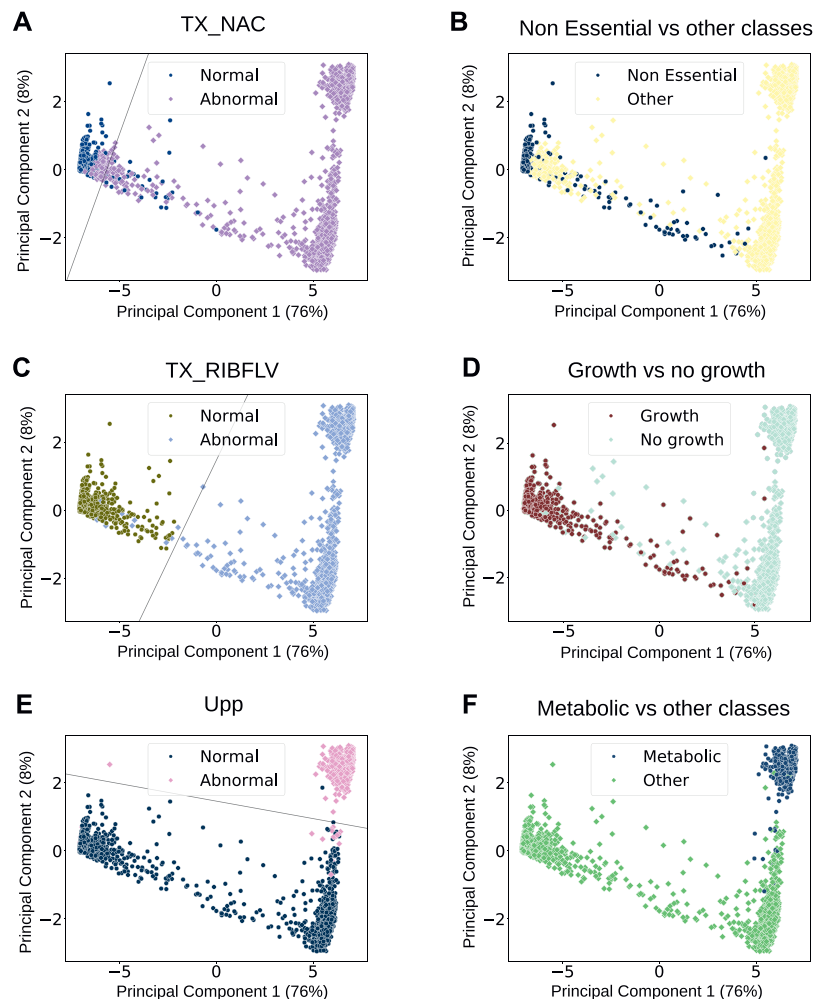 A
TX_NAC
Normal
Abnormal
Principal Component 2 (8%)
2
0
−2
−5
0
5
Principal Component 1 (76%)
B
Non Essential vs other classes
Non Essential
Other
Principal Component 2 (8%)
2
0
−2
−5
0
5
Principal Component 1 (76%)
C
TX_RIBFLV
Normal
Abnormal
Principal Component 2 (8%)
2
0
−2
−5
0
5
Principal Component 1 (76%)
D
Growth vs no growth
Growth
No growth
Principal Component 2 (8%)
2
0
−2
−5
0
5
Principal Component 1 (76%)
E
Upp
Normal
Abnormal
Principal Component 2 (8%)
2
0
−2
−5
0
5
Principal Component 1 (76%)
F
Metabolic vs other classes
Metabolic
Other
Principal Component 2 (8%)
2
0
−2
−5
0
5
Principal Component 1 (76%)